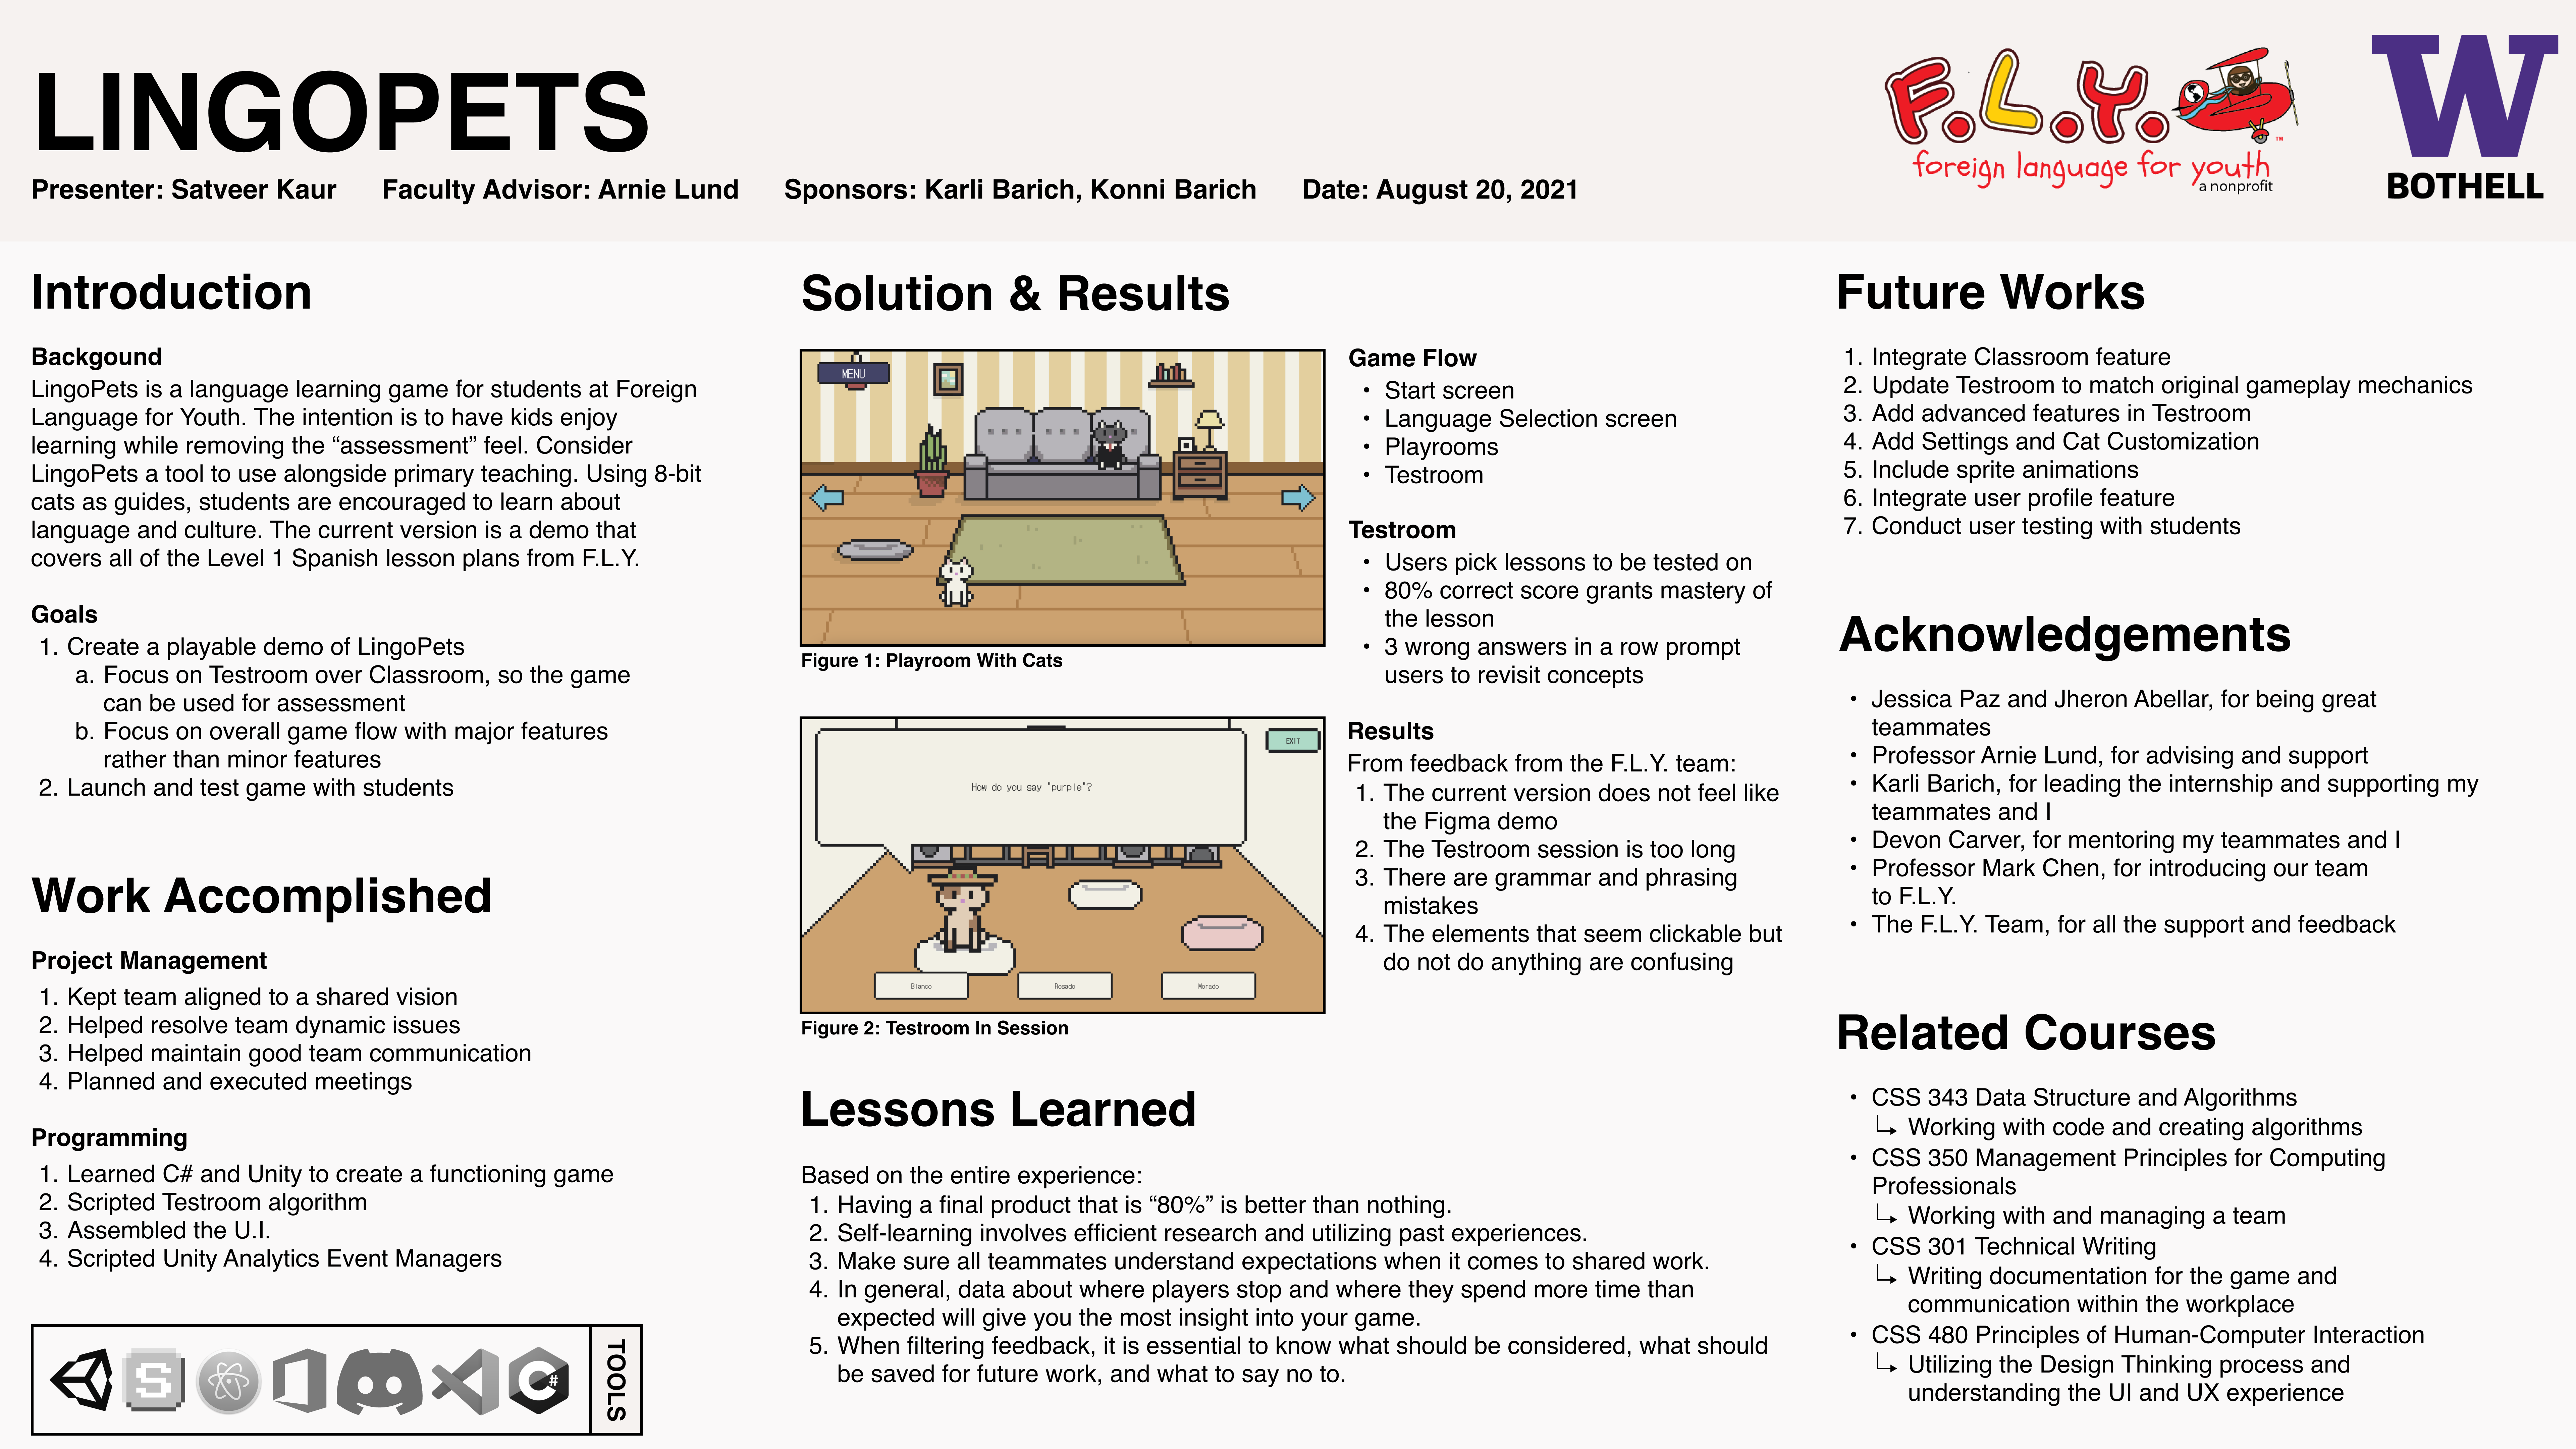 LINGOPETS
Presenter: Satveer Kaur Faculty Advisor: Arnie Lund Sponsors: Karli Barich, Konni Barich Date: August 20, 2021
F.L.Y.
TM
foreign language for youth
a nonprofit
W
BOTHELL
Introduction
Backgound
LingoPets is a language learning game for students at Foreign
Language for Youth. The intention is to have kids enjoy
learning while removing the “assessment” feel. Consider
LingoPets a tool to use alongside primary teaching. Using 8-bit
cats as guides, students are encouraged to learn about
language and culture. The current version is a demo that
covers all of the Level 1 Spanish lesson plans from F.L.Y.
Goals
1. Create a playable demo of LingoPets
a. Focus on Testroom over Classroom, so the game
can be used for assessment
b. Focus on overall game flow with major features
rather than minor features
2. Launch and test game with students
Work Accomplished
Project Management
1. Kept team aligned to a shared vision
2. Helped resolve team dynamic issues
3. Helped maintain good team communication
4. Planned and executed meetings
Programming
1. Learned C# and Unity to create a functioning game
2. Scripted Testroom algorithm
3. Assembled the U.I.
4. Scripted Unity Analytics Event Managers
S
C#
TOOLS
Solution & Results
MENU
Figure 1: Playroom With Cats
How do you say "purple"?
EXIT
Blanco
Rosado
Morado
Figure 2: Testroom In Session
Game Flow
• Start screen
• Language Selection screen
• Playrooms
• Testroom
Testroom
• Users pick lessons to be tested on
• 80% correct score grants mastery of
the lesson
• 3 wrong answers in a row prompt
users to revisit concepts
Results
From feedback from the F.L.Y. team:
1. The current version does not feel like
the Figma demo
2. The Testroom session is too long
3. There are grammar and phrasing
mistakes
4. The elements that seem clickable but
do not do anything are confusing
Lessons Learned
Based on the entire experience:
1. Having a final product that is “80%” is better than nothing.
2. Self-learning involves efficient research and utilizing past experiences.
3. Make sure all teammates understand expectations when it comes to shared work.
4. In general, data about where players stop and where they spend more time than
expected will give you the most insight into your game.
5. When filtering feedback, it is essential to know what should be considered, what should
be saved for future work, and what to say no to.
Future Works
1. Integrate Classroom feature
2. Update Testroom to match original gameplay mechanics
3. Add advanced features in Testroom
4. Add Settings and Cat Customization
5. Include sprite animations
6. Integrate user profile feature
7. Conduct user testing with students
Acknowledgements
• Jessica Paz and Jheron Abellar, for being great
teammates
• Professor Arnie Lund, for advising and support
• Karli Barich, for leading the internship and supporting my
teammates and I
• Devon Carver, for mentoring my teammates and I
• Professor Mark Chen, for introducing our team
to F.L.Y.
• The F.L.Y. Team, for all the support and feedback
Related Courses
• CSS 343 Data Structure and Algorithms
Working with code and creating algorithms
• CSS 350 Management Principles for Computing
Professionals
Working with and managing a team
• CSS 301 Technical Writing
Writing documentation for the game and
communication within the workplace
• CSS 480 Principles of Human-Computer Interaction
Utilizing the Design Thinking process and
understanding the UI and UX experience